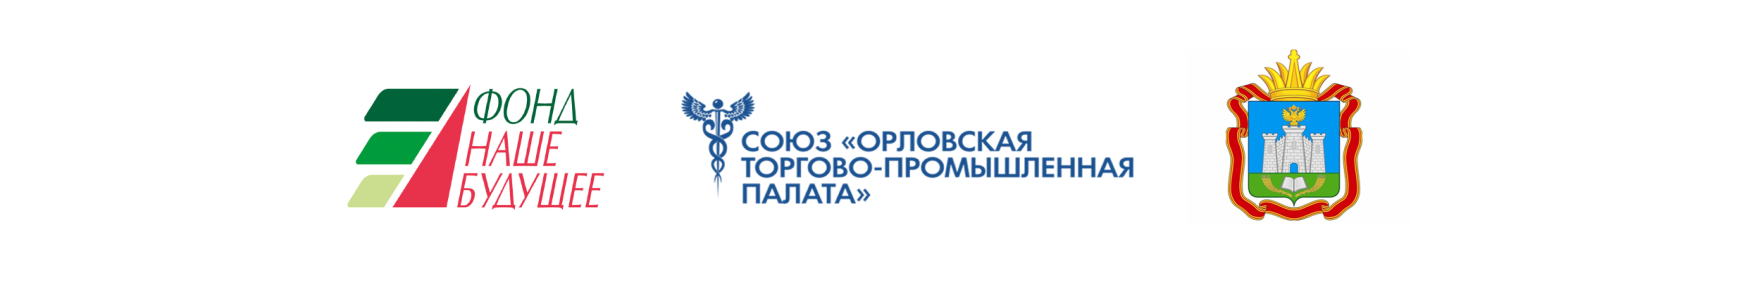 ФОНД
НАШЕ
БУДУЩЕЕ
СОЮЗ «ОРЛОВСКАЯ
ТОРГОВО-ПРОМЫШЛЕННАЯ
ПАЛАТА»